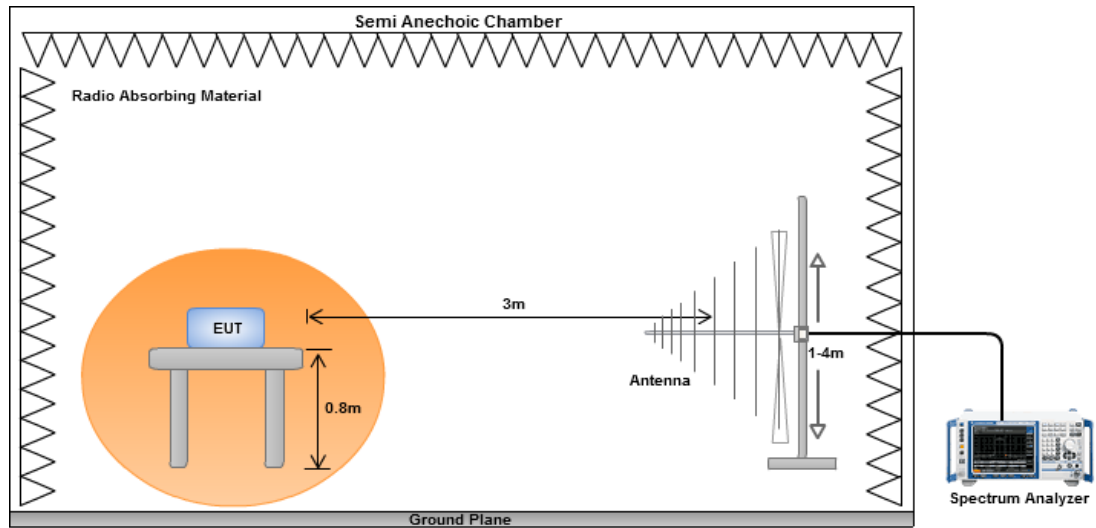 Semi Anechoic Chamber
Radio Absorbing Material
3m
EUT
1-4m
Antenna
0.8m
Spectrum Analyzer
Ground Plane